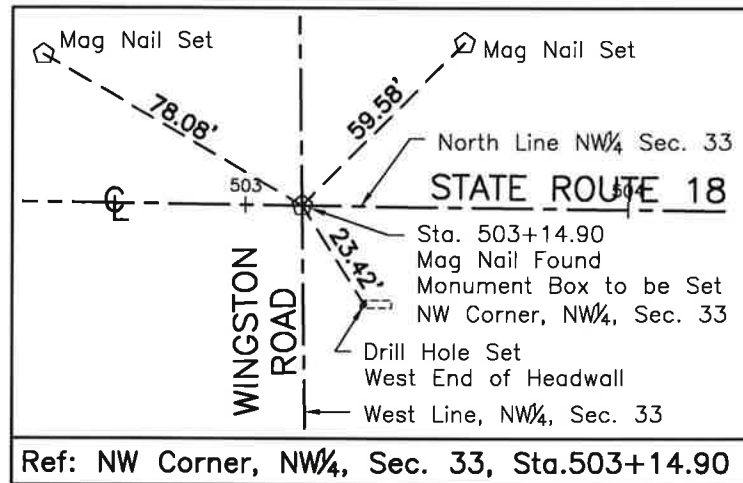 Mag Nail Set
Mag Nail Set
78.08'
59.58'
North Line NW¼ Sec. 33
503
STATE ROUTE 18
504
℄
Sta. 503+14.90
Mag Nail Found
Monument Box to be Set
NW Corner, NW¼, Sec. 33
23.42'
WINGSTON
ROAD
Drill Hole Set
West End of Headwall
West Line, NW¼, Sec. 33
Ref: NW Corner, NW¼, Sec. 33, Sta.503+14.90